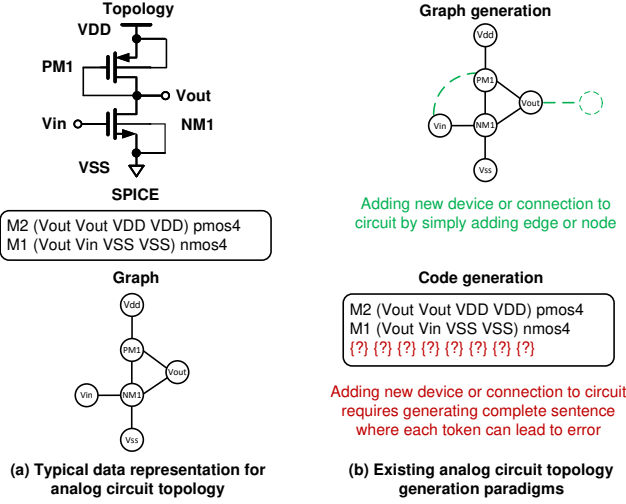 Topology
VDD
PM1
Vout
Vin
NM1
VSS
SPICE
M2 (Vout Vout VDD VDD) pmos4
M1 (Vout Vin VSS VSS) nmos4
Graph
Vdd
PM1
Vout
Vin
NM1
Vss
(a) Typical data representation for
analog circuit topology
Graph generation
Vdd
PM1
Vout
Vin
NM1
Vss
Adding new device or connection to
circuit by simply adding edge or node
Code generation
M2 (Vout Vout VDD VDD) pmos4
M1 (Vout Vin VSS VSS) nmos4
{?} {?} {?} {?} {?} {?} {?} {?}
Adding new device or connection to circuit
requires generating complete sentence
where each token can lead to error
(b) Existing analog circuit topology
generation paradigms